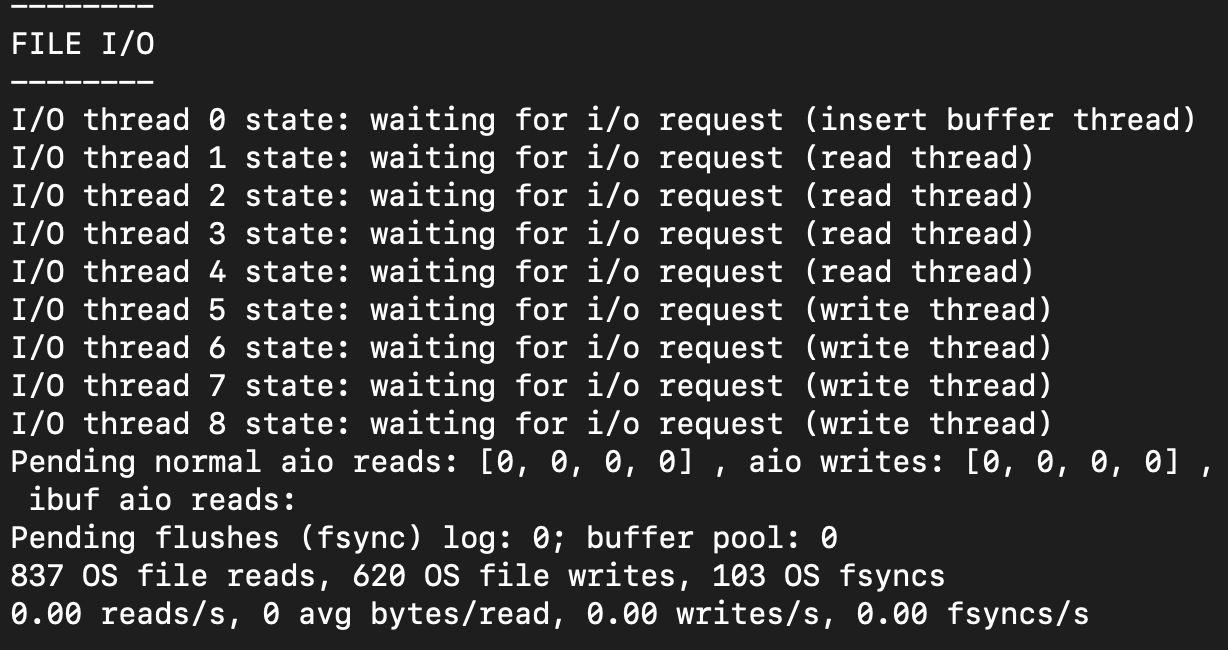 --------
FILE I/O
--------
I/O thread 0 state: waiting for i/o request (insert buffer thread)
I/O thread 1 state: waiting for i/o request (read thread)
I/O thread 2 state: waiting for i/o request (read thread)
I/O thread 3 state: waiting for i/o request (read thread)
I/O thread 4 state: waiting for i/o request (read thread)
I/O thread 5 state: waiting for i/o request (write thread)
I/O thread 6 state: waiting for i/o request (write thread)
I/O thread 7 state: waiting for i/o request (write thread)
I/O thread 8 state: waiting for i/o request (write thread)
Pending normal aio reads: [0, 0, 0, 0] , aio writes: [0, 0, 0, 0] ,
 ibuf aio reads:
Pending flushes (fsync) log: 0; buffer pool: 0
837 OS file reads, 620 OS file writes, 103 OS fsyncs
0.00 reads/s, 0 avg bytes/read, 0.00 writes/s, 0.00 fsyncs/s